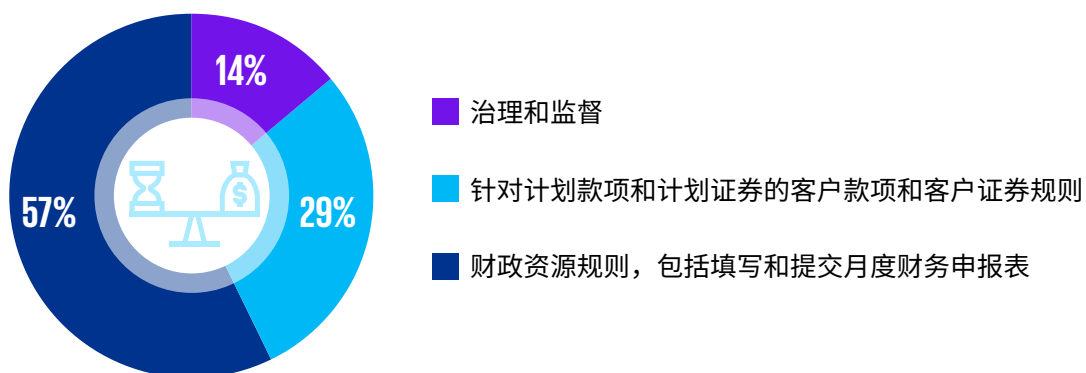 14%
治理和监督
针对计划款项和计划证券的客户款项和客户证券规则
57%
$
29%
财政资源规则，包括填写和提交月度财务申报表